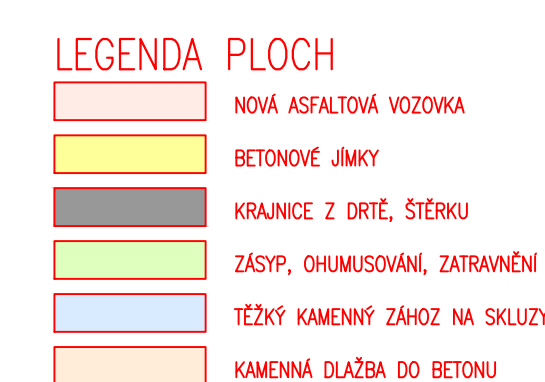 LEGENDA PLOCH
NOVÁ ASFALTOVÁ VOZOVKA
BETONOVÉ JÍMKY
KRAJNICE Z DRTĚ, ŠTĚRKU
ZÁSYP, OHUMUSOVÁNÍ, ZATRAVNĚNÍ
TĚŽKÝ KAMENNÝ ZÁHOZ NA SKLUZY
KAMENNÁ DLAŽBA DO BETONU